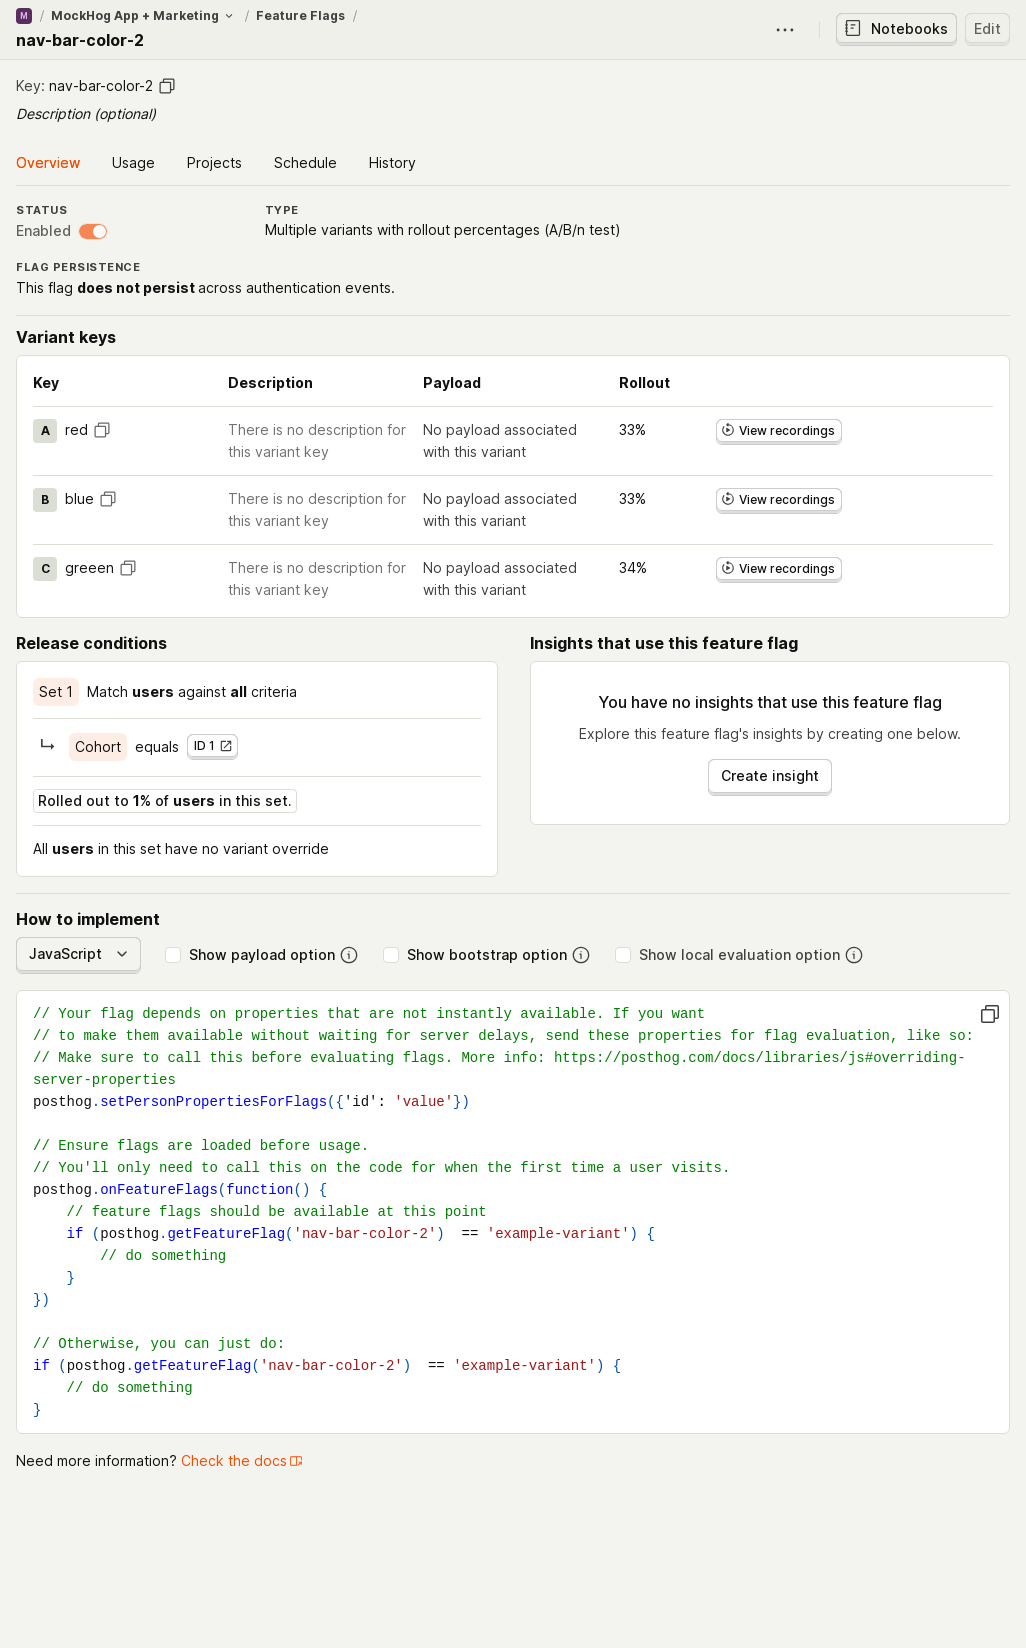 M / MockHog App + Marketing / Feature Flags /
nav-bar-color-2
Notebooks
Edit
Key: nav-bar-color-2
Description (optional)
Overview Usage Projects Schedule History
STATUS TYPE
Enabled Multiple variants with rollout percentages (A/B/n test)
FLAG PERSISTENCE
This flag does not persist across authentication events.
Variant keys
Key Description Payload Rollout
A red There is no description for No payload associated 33% View recordings
this variant key with this variant
B blue There is no description for No payload associated 33% View recordings
this variant key with this variant
C greeen There is no description for No payload associated 34% View recordings
this variant key with this variant
Release conditions
Set 1 Match users against all criteria
Cohort equals ID 1
Rolled out to 1% of users in this set.
All users in this set have no variant override
Insights that use this feature flag
You have no insights that use this feature flag
Explore this feature flag's insights by creating one below.
Create insight
How to implement
JavaScript Show payload option Show bootstrap option Show local evaluation option
// Your flag depends on properties that are not instantly available. If you want
// to make them available without waiting for server delays, send these properties for flag evaluation, like so:
// Make sure to call this before evaluating flags. More info: https://posthog.com/docs/libraries/js#overriding-
server-properties
posthog.setPersonPropertiesForFlags({'id': 'value'})
// Ensure flags are loaded before usage.
// You'll only need to call this on the code for when the first time a user visits.
posthog.onFeatureFlags(function() {
    // feature flags should be available at this point
    if (posthog.getFeatureFlag('nav-bar-color-2')  == 'example-variant') {
        // do something
    }
})
// Otherwise, you can just do:
if (posthog.getFeatureFlag('nav-bar-color-2')  == 'example-variant') {
    // do something
}
Need more information? Check the docs